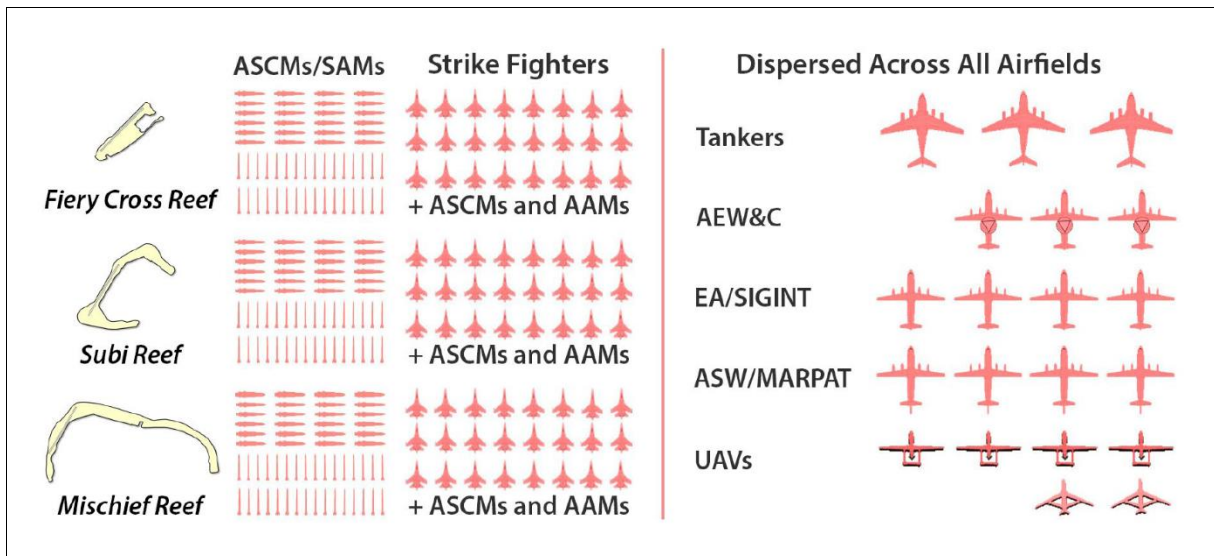 ASCMs/SAMs
Strike Fighters
Fiery Cross Reef
+ ASCMs and AAMs
Subi Reef
+ ASCMs and AAMs
Mischief Reef
+ ASCMs and AAMs
Dispersed Across All Airfields
Tankers
AEW&C
EA/SIGINT
ASW/MARPAT
UAVs